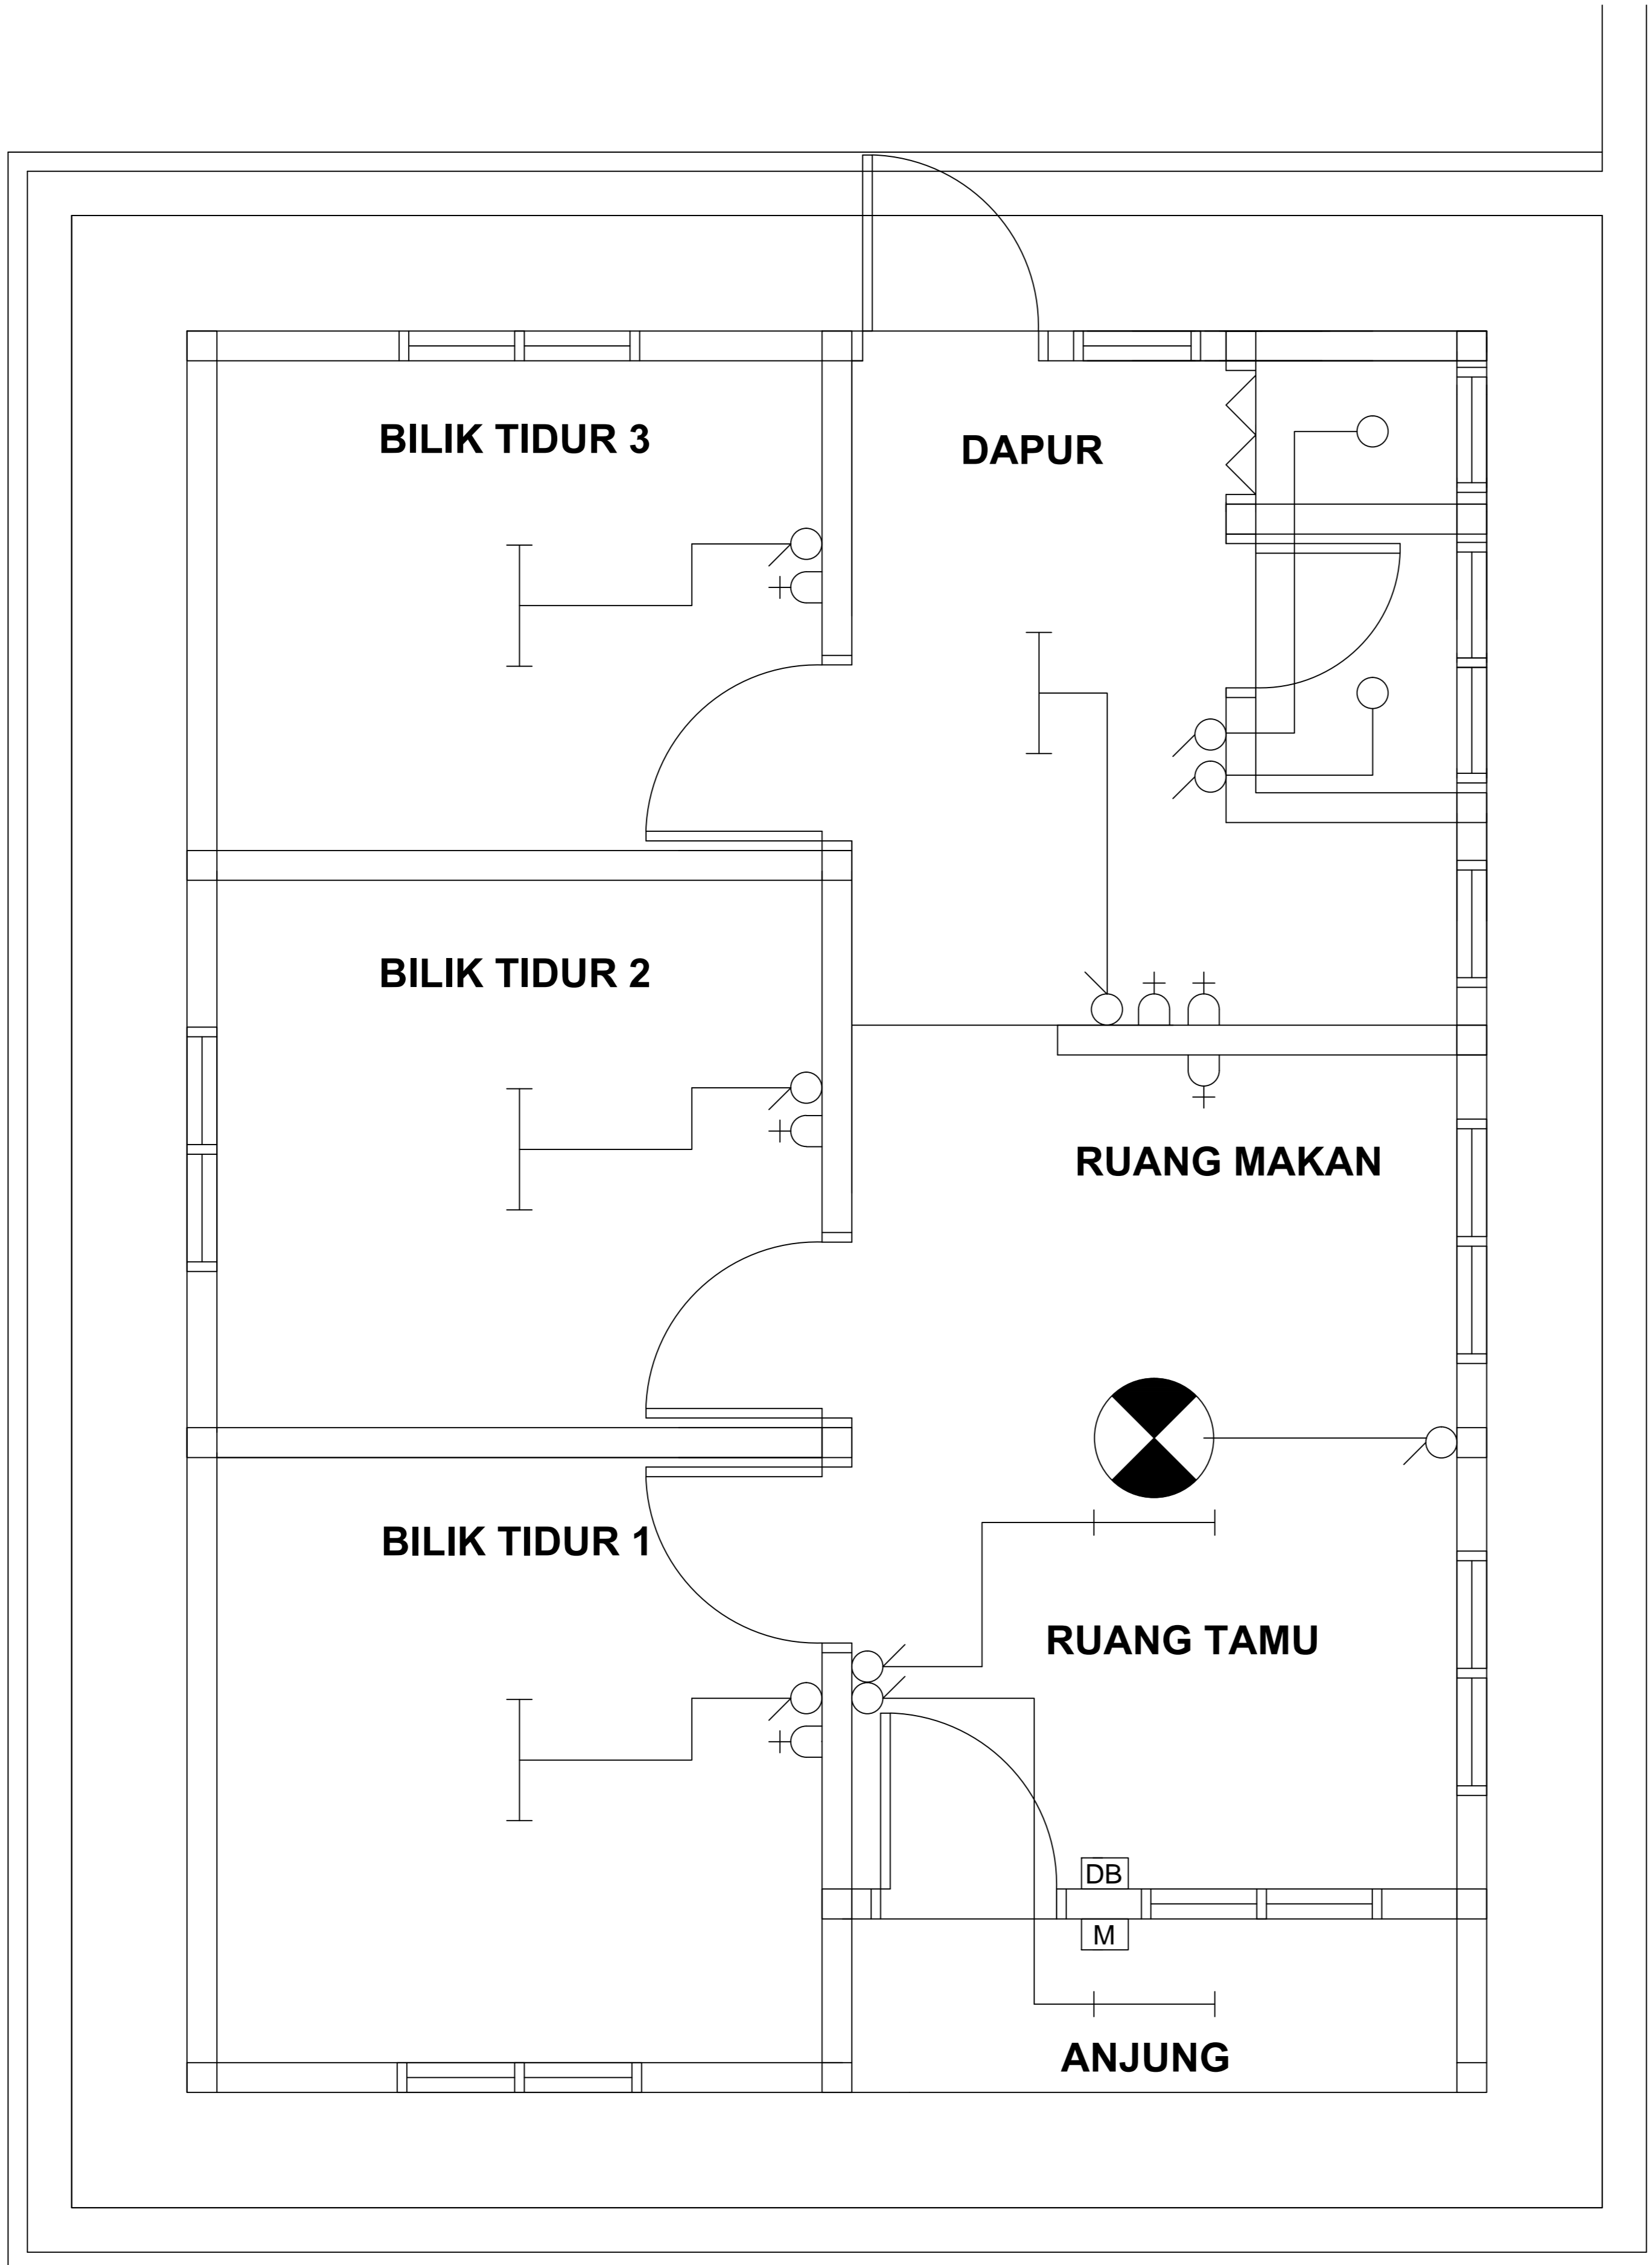 BILIK TIDUR 3
DAPUR
BILIK TIDUR 2
RUANG MAKAN
BILIK TIDUR 1
RUANG TAMU
DB
M
ANJUNG